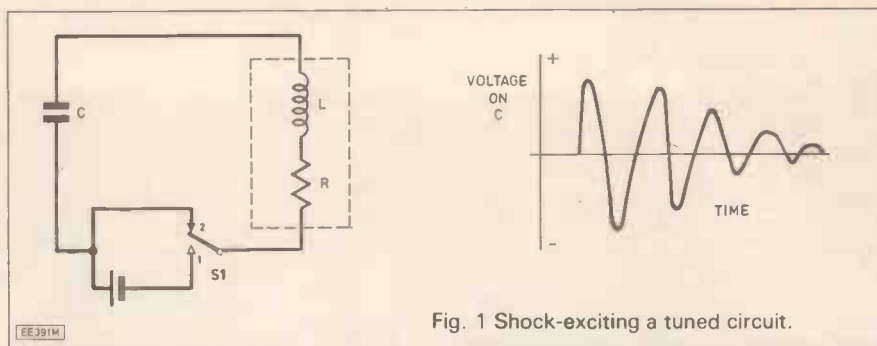 C
L
R
2
1
S1
EE391M
+
VOLTAGE
ON
C
TIME
-
Fig. 1 Shock-exciting a tuned circuit.